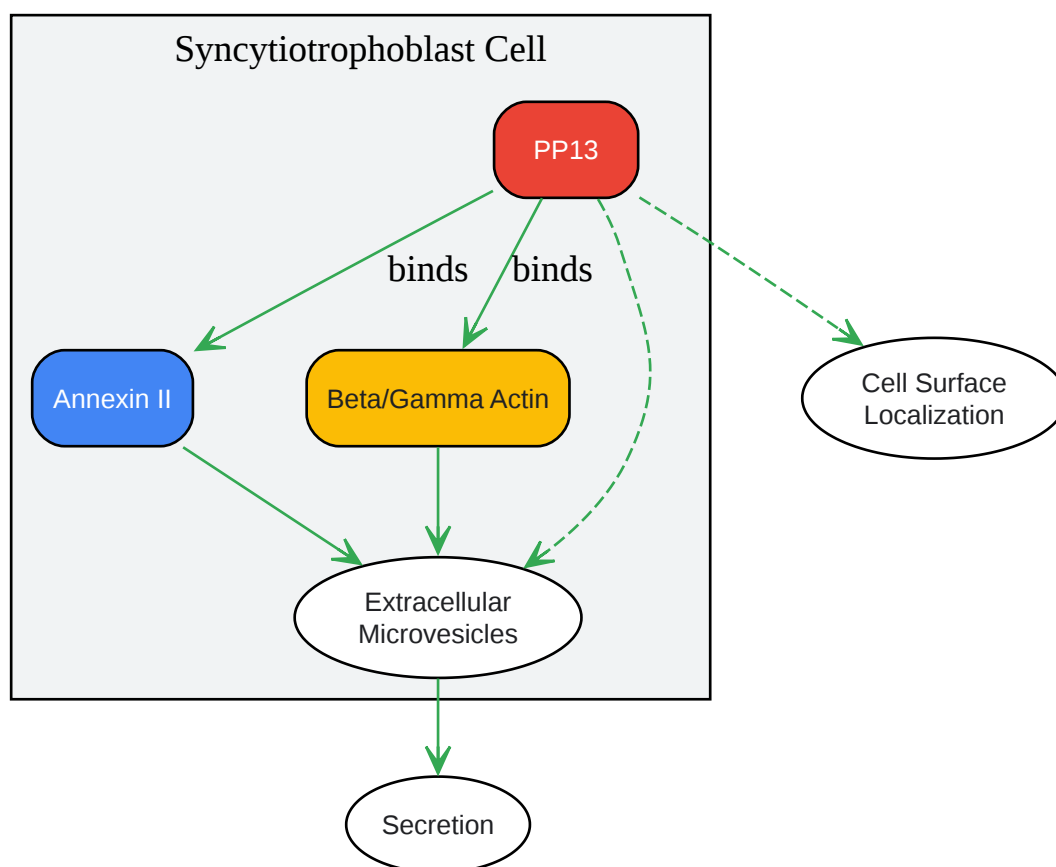 Syncytiotrophoblast Cell
PP13
binds
binds
Annexin II
Beta/Gamma Actin
Cell Surface
Localization
Extracellular
Microvesicles
Secretion